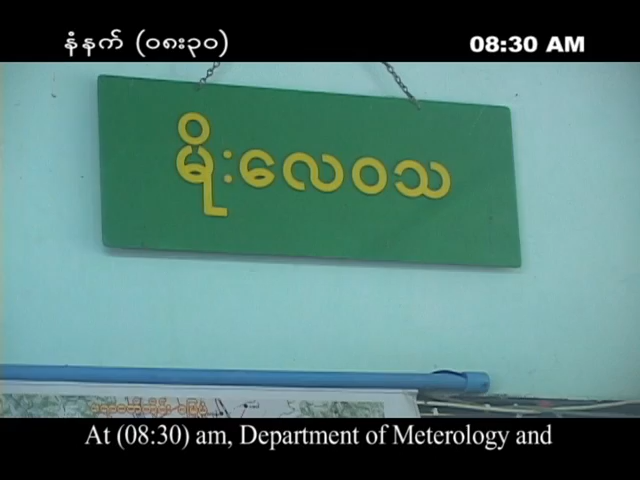 နံနက် (၀၈း၃၀)
08:30 AM
မိုးလေဝသ
At (08:30) am, Department of Meterology and